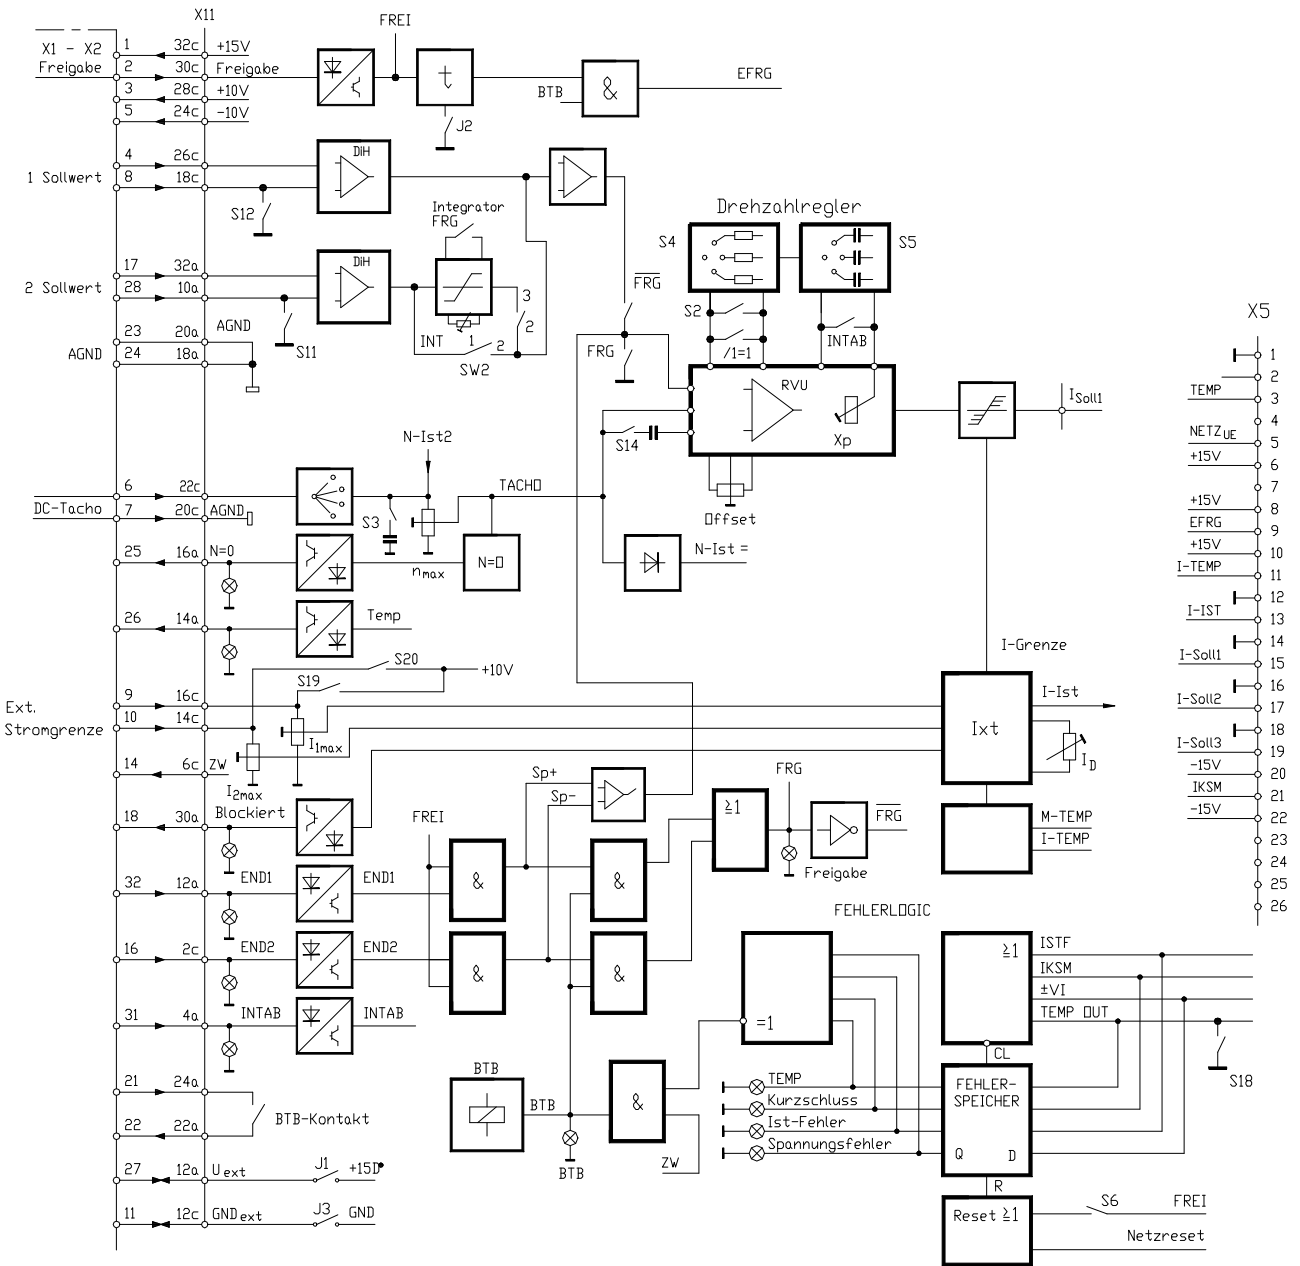 X11
X1 - X2
1 32c +15V
Freigabe 2 30c Freigabe
3 28c +10V
5 24c -10V
FREI
t
J2
BTB
&
EFRG
4 26c
1 Sollwert 8 18c
S12
DiH
Integrator
FRG
17 32a
2 Sollwert 28 10a
DiH
S11
23 20a AGND
AGND 24 18a
INT
3
2
1 2
SW2
FRG
FRG
Drehzahlregler
S4
S5
S2
/1=1
INTAB
RVU
Xp
S14
Offset
ISoll1
N-Ist2
6 22c
DC-Tacho 7 20c AGND
S3
TACHO
nmax
N=0
N-Ist =
25 16a N=0
26 14a
Temp
S20
+10V
S19
Ext.
Stromgrenze
9 16c
10 14c
I1max
I2max
14 6c ZW
Blockiert
18 30a
I-Grenze
Ixt
I-Ist
ID
M-TEMP
I-TEMP
FREI
Sp+
Sp-
&
&
&
&
≥1
FRG
FRG
Freigabe
32 12a END1 END1
16 2c END2 END2
31 4a INTAB INTAB
21 24a
22 22a
BTB-Kontakt
27 12a Uext J1 +15D
11 12c GNDext J3 GND
BTB
BTB
BTB
&
ZW
FEHLERLOGIC
=1
≥1
ISTF
IKSM
±VI
TEMP OUT
S18
CL
TEMP
Kurzschluss
Ist-Fehler
Spannungsfehler
FEHLER-
SPEICHER
Q D
R
Reset ≥1
S6 FREI
Netzreset
X5
1
2
TEMP 3
4
NETZUE 5
+15V 6
7
+15V 8
EFRG 9
+15V 10
I-TEMP 11
12
I-IST 13
14
I-Soll1 15
16
I-Soll2 17
18
I-Soll3 19
-15V 20
IKSM 21
-15V 22
23
24
25
26